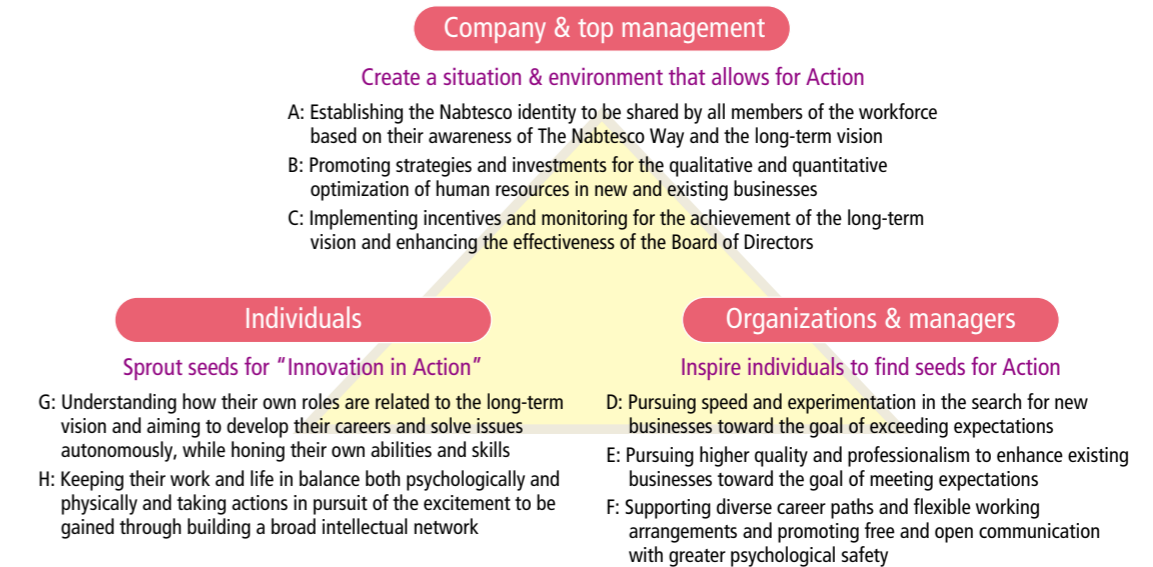 Company & top management
Create a situation & environment that allows for Action
A: Establishing the Nabtesco identity to be shared by all members of the workforce
based on their awareness of The Nabtesco Way and the long-term vision
B: Promoting strategies and investments for the qualitative and quantitative
optimization of human resources in new and existing businesses
C: Implementing incentives and monitoring for the achievement of the long-term
vision and enhancing the effectiveness of the Board of Directors
Individuals
Sprout seeds for “Innovation in Action”
G: Understanding how their own roles are related to the long-term
vision and aiming to develop their careers and solve issues
autonomously, while honing their own abilities and skills
H: Keeping their work and life in balance both psychologically and
physically and taking actions in pursuit of the excitement to be
gained through building a broad intellectual network
Organizations & managers
Inspire individuals to find seeds for Action
D: Pursuing speed and experimentation in the search for new
businesses toward the goal of exceeding expectations
E: Pursuing higher quality and professionalism to enhance existing
businesses toward the goal of meeting expectations
F: Supporting diverse career paths and flexible working
arrangements and promoting free and open communication
with greater psychological safety